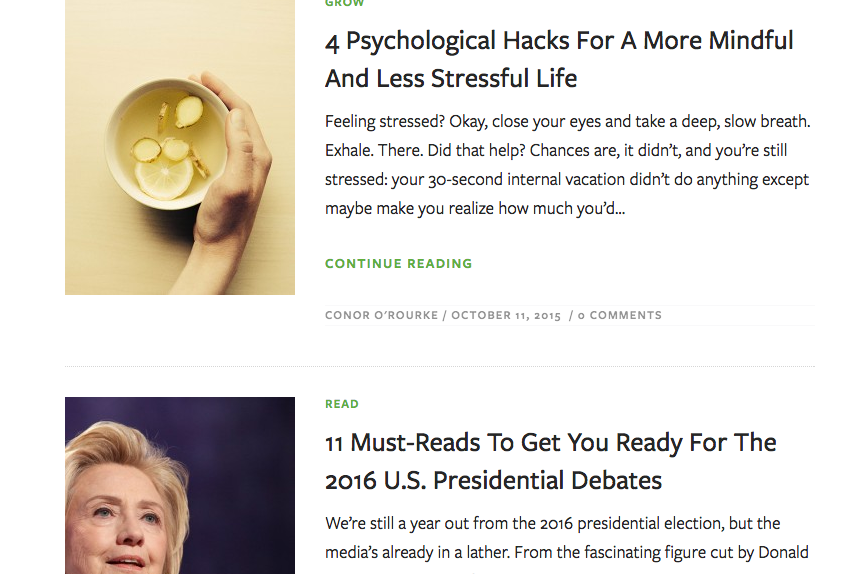 GROW
4 Psychological Hacks For A More Mindful
And Less Stressful Life
Feeling stressed? Okay, close your eyes and take a deep, slow breath.
Exhale. There. Did that help? Chances are, it didn’t, and you’re still
stressed: your 30-second internal vacation didn’t do anything except
maybe make you realize how much you’d…
CONTINUE READING
CONOR O’ROURKE / OCTOBER 11, 2015 / 0 COMMENTS
READ
11 Must-Reads To Get You Ready For The
2016 U.S. Presidential Debates
We’re still a year out from the 2016 presidential election, but the
media’s already in a lather. From the fascinating figure cut by Donald